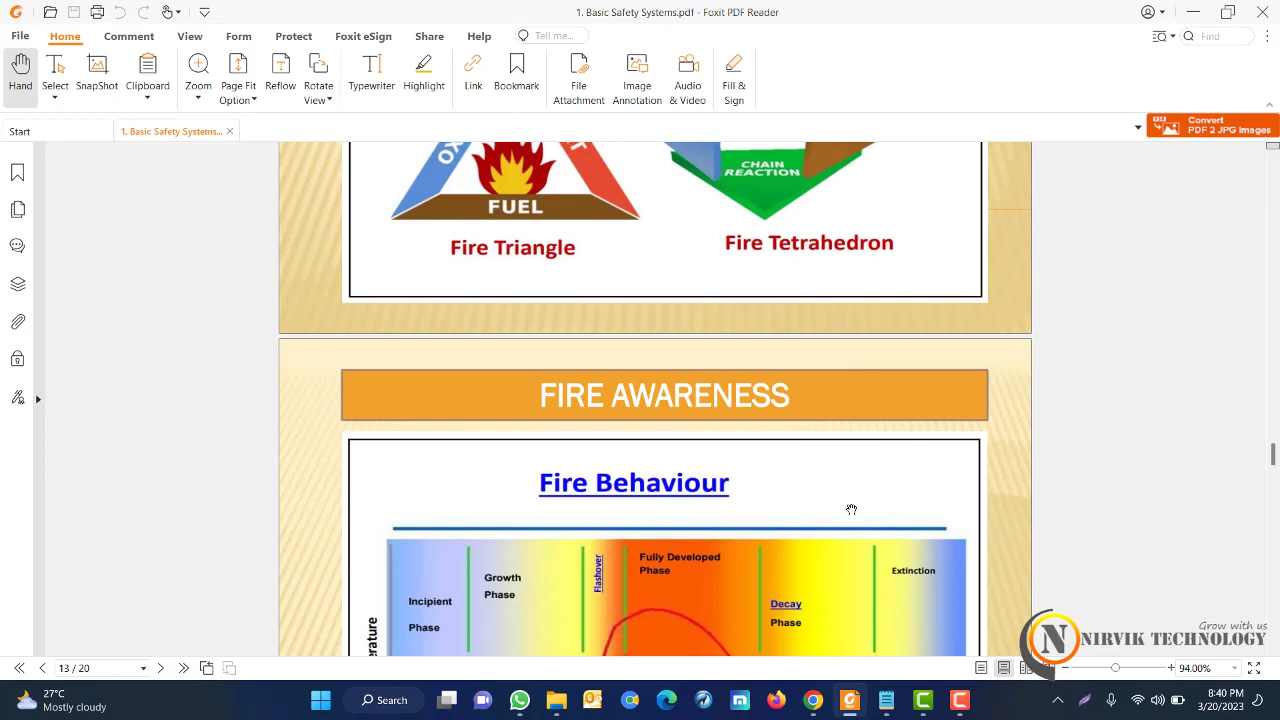 1. Basic Safety Systems.pdf - Foxit PDF Reader
File Home Comment View Form Protect Foxit eSign Share Help Tell me... Find
Hand Select SnapShot Clipboard Zoom Page Fit Option Reflow Rotate View Typewriter Highlight Link Bookmark File Attachment Image Annotation Audio & Video Fill & Sign
Start 1. Basic Safety Systems... Convert
PDF 2 JPG Images
CHAIN
REACTION
FUEL
Fire Triangle Fire Tetrahedron
FIRE AWARENESS
Fire Behaviour
Incipient
Phase
Growth
Phase
Flashover
Fully Developed
Phase
Decay
Phase
Extinction
erature
Grow with us
N NIRVIK TECHNOLOGY
13 / 20 94.00%
27°C
Mostly cloudy
Search
8:40 PM
3/20/2023